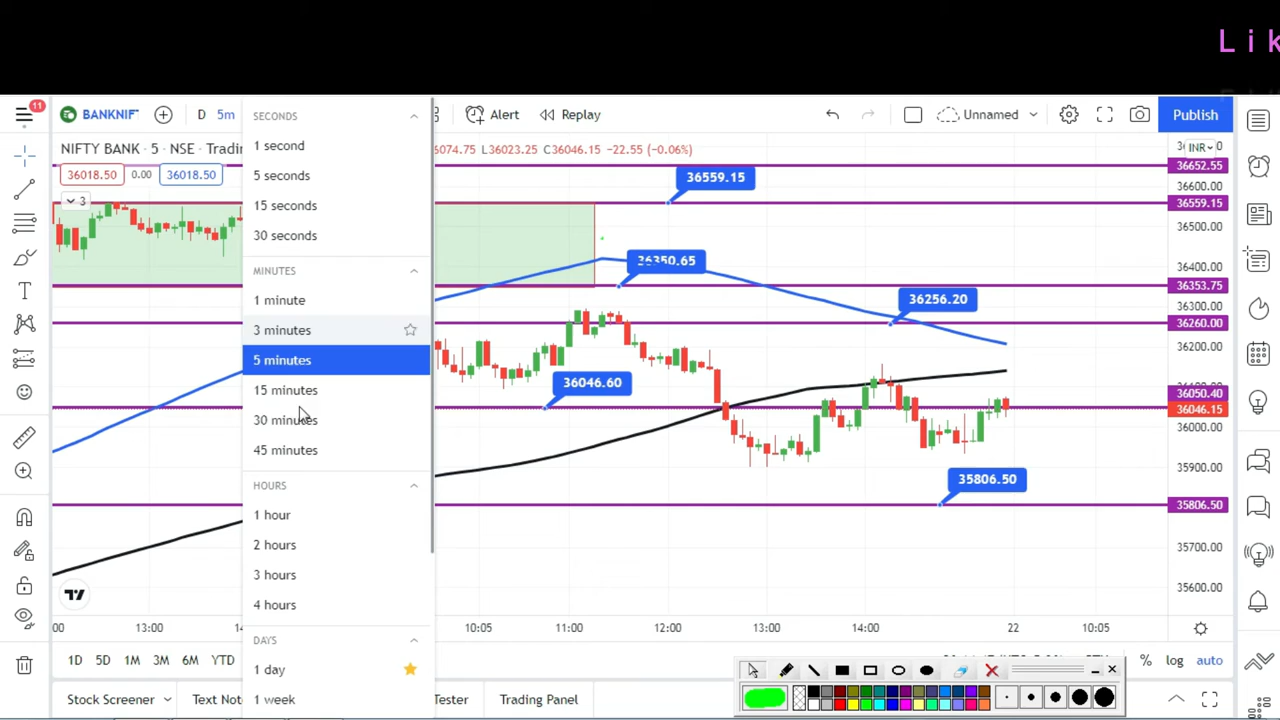 Lik
11
BANKNIF
D
5m
Alert
Replay
Unnamed
Publish
NIFTY BANK · 5 · NSE · Tradin
36074.75 L36023.25 C36046.15 −22.55 (−0.06%)
INR
36018.50
0.00
36018.50
3
SECONDS
1 second
5 seconds
15 seconds
30 seconds
MINUTES
1 minute
3 minutes
5 minutes
15 minutes
30 minutes
45 minutes
HOURS
1 hour
2 hours
3 hours
4 hours
DAYS
1 day
1 week
36559.15
36350.65
36256.20
36046.60
35806.50
36652.55
36600.00
36559.15
36500.00
36400.00
36353.75
36300.00
36260.00
36200.00
36050.40
36046.15
36000.00
35900.00
35806.50
35700.00
35600.00
13:00
10:05
11:00
12:00
13:00
14:00
22
10:05
1D
5D
1M
3M
6M
YTD
%
log
auto
Stock Screener
Text Not
Tester
Trading Panel